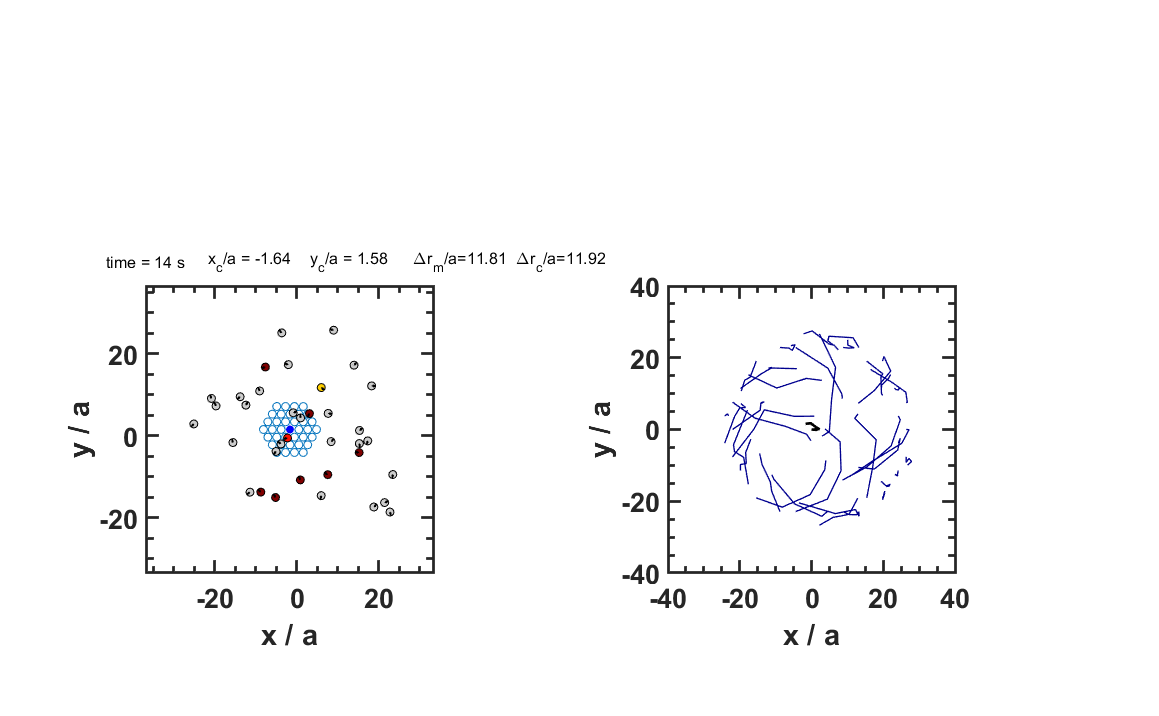 time = 14 s x_c/a = -1.64 y_c/a = 1.58 Δr_m/a=11.81 Δr_c/a=11.92
20
0
-20
y / a
-20 0 20
x / a
40
20
0
-20
-40
y / a
-40 -20 0 20 40
x / a